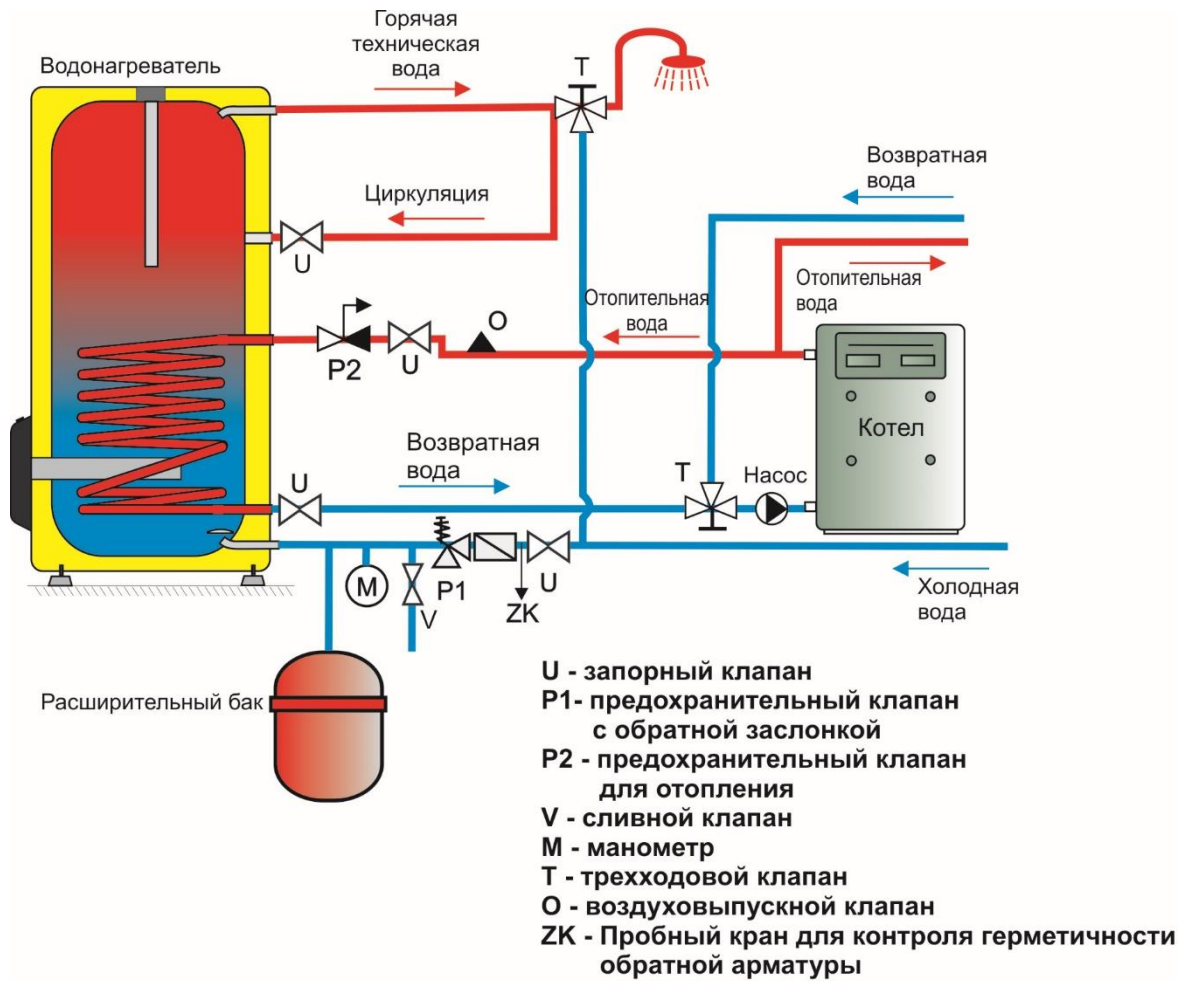 Горячая
техническая
вода
Водонагреватель
T
Возвратная
вода
Циркуляция
U
Отопительная
вода
Отопительная
вода
O
P2
U
Котел
Возвратная
вода
U
T
Насос
M
V
P1
ZK
U
Холодная
вода
Расширительный бак
U - запорный клапан
P1- предохранительный клапан
с обратной заслонкой
P2 - предохранительный клапан
для отопления
V - сливной клапан
M - манометр
T - трехходовой клапан
O - воздуховыпускной клапан
ZK - Пробный кран для контроля герметичности
обратной арматуры